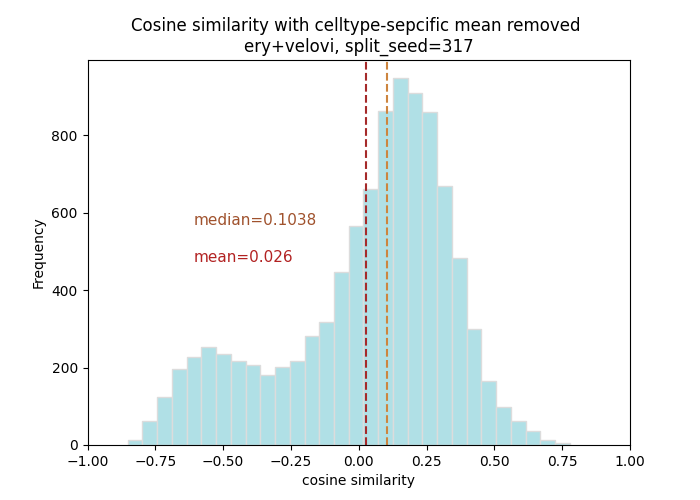 Cosine similarity with celltype-sepcific mean removed
ery+velovi, split_seed=317
Frequency
800
600
400
200
0
median=0.1038
mean=0.026
−1.00 −0.75 −0.50 −0.25 0.00 0.25 0.50 0.75 1.00
cosine similarity